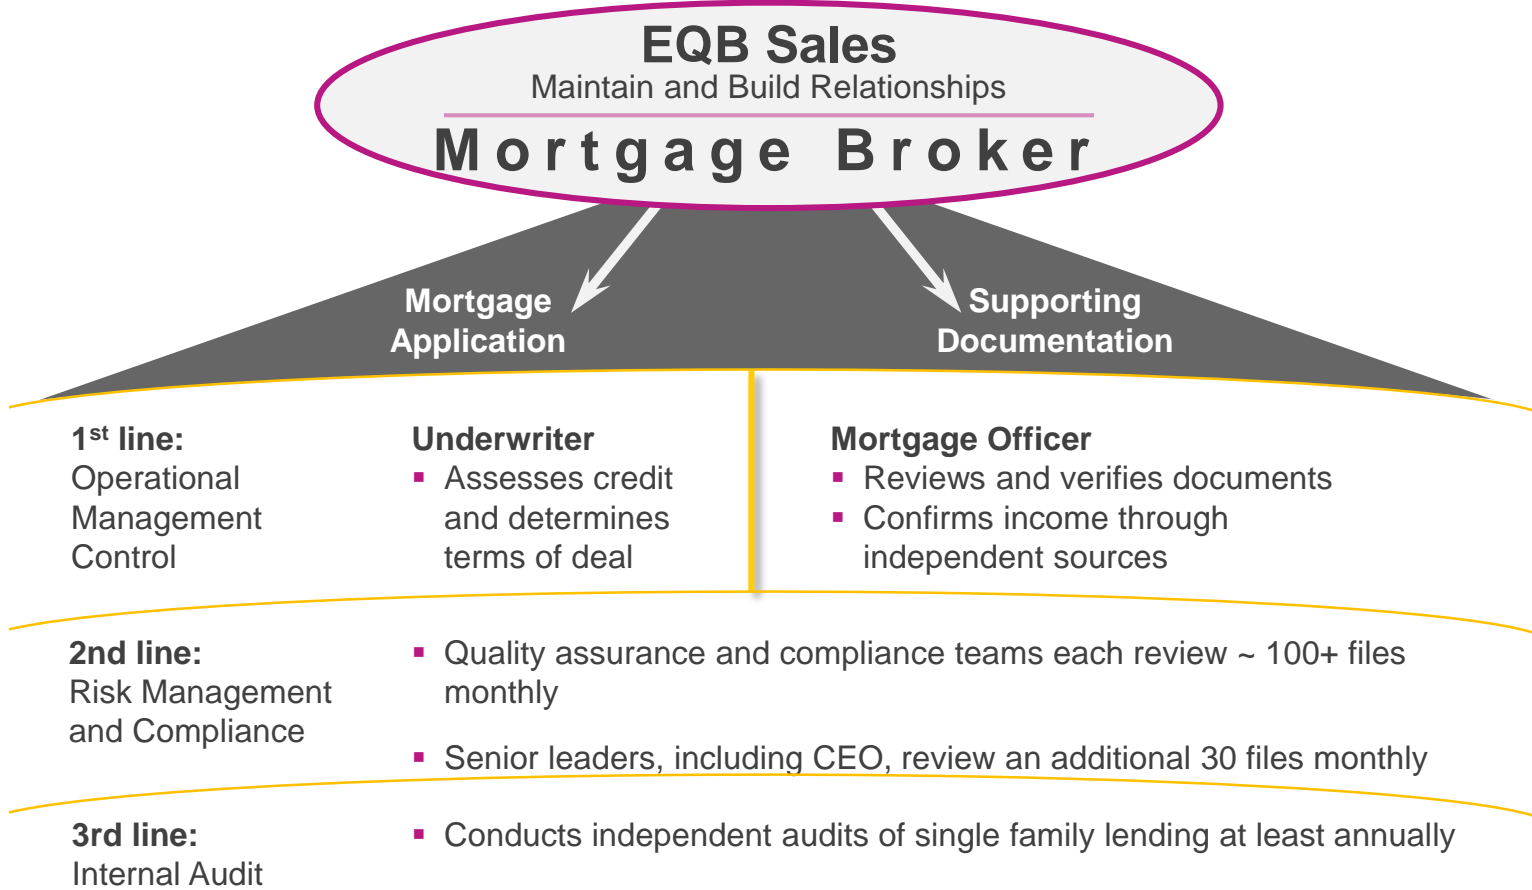 EQB Sales
Maintain and Build Relationships
Mortgage Broker
Mortgage
Application
Supporting
Documentation
1st line:
Operational
Management
Control
Underwriter
▪ Assesses credit
and determines
terms of deal
Mortgage Officer
▪ Reviews and verifies documents
▪ Confirms income through
independent sources
2nd line:
Risk Management
and Compliance
▪ Quality assurance and compliance teams each review ~ 100+ files
monthly
▪ Senior leaders, including CEO, review an additional 30 files monthly
3rd line:
Internal Audit
▪ Conducts independent audits of single family lending at least annually